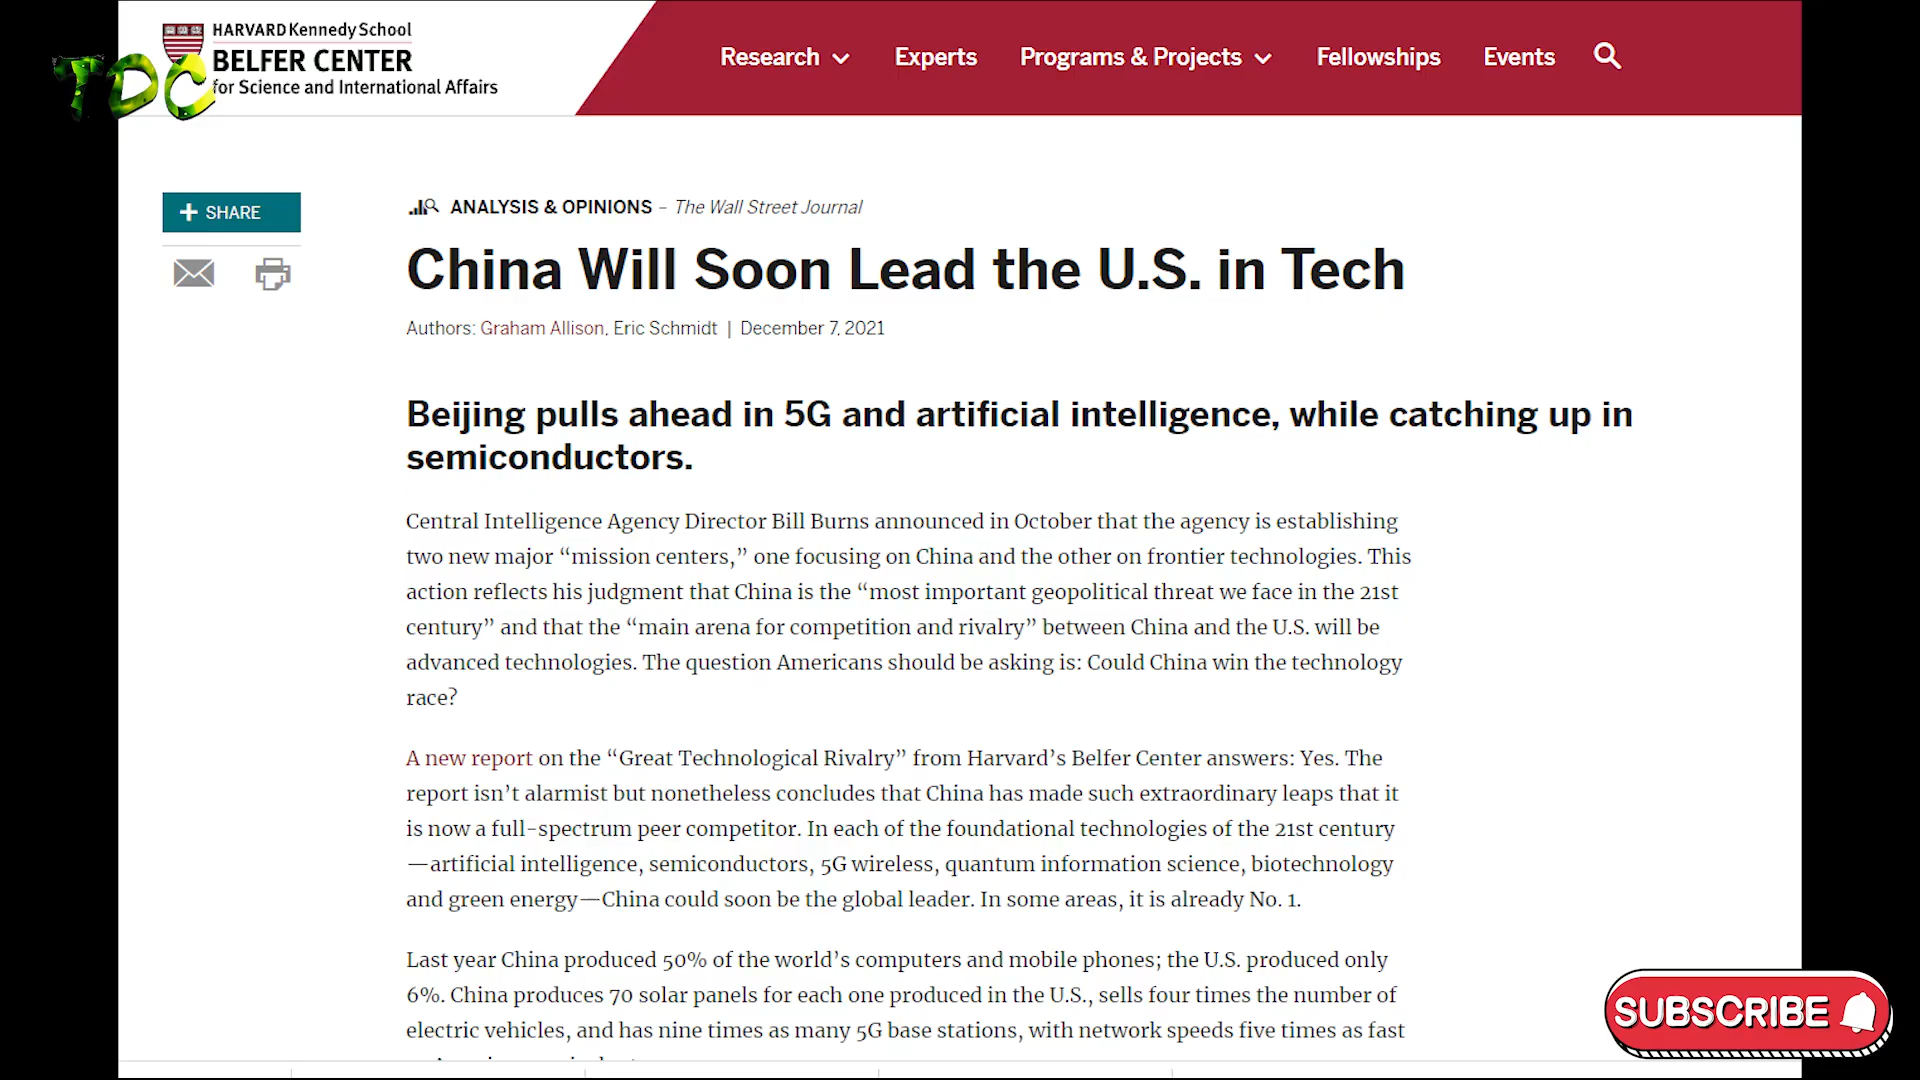 HARVARD Kennedy School
BELFER CENTER
for Science and International Affairs
TDC
Research
Experts
Programs & Projects
Fellowships
Events
+ SHARE
ANALYSIS & OPINIONS – The Wall Street Journal
China Will Soon Lead the U.S. in Tech
Authors: Graham Allison, Eric Schmidt | December 7, 2021
Beijing pulls ahead in 5G and artificial intelligence, while catching up in
semiconductors.
Central Intelligence Agency Director Bill Burns announced in October that the agency is establishing
two new major “mission centers,” one focusing on China and the other on frontier technologies. This
action reflects his judgment that China is the “most important geopolitical threat we face in the 21st
century” and that the “main arena for competition and rivalry” between China and the U.S. will be
advanced technologies. The question Americans should be asking is: Could China win the technology
race?
A new report on the “Great Technological Rivalry” from Harvard’s Belfer Center answers: Yes. The
report isn’t alarmist but nonetheless concludes that China has made such extraordinary leaps that it
is now a full-spectrum peer competitor. In each of the foundational technologies of the 21st century
—artificial intelligence, semiconductors, 5G wireless, quantum information science, biotechnology
and green energy—China could soon be the global leader. In some areas, it is already No. 1.
Last year China produced 50% of the world’s computers and mobile phones; the U.S. produced only
6%. China produces 70 solar panels for each one produced in the U.S., sells four times the number of
electric vehicles, and has nine times as many 5G base stations, with network speeds five times as fast
SUBSCRIBE